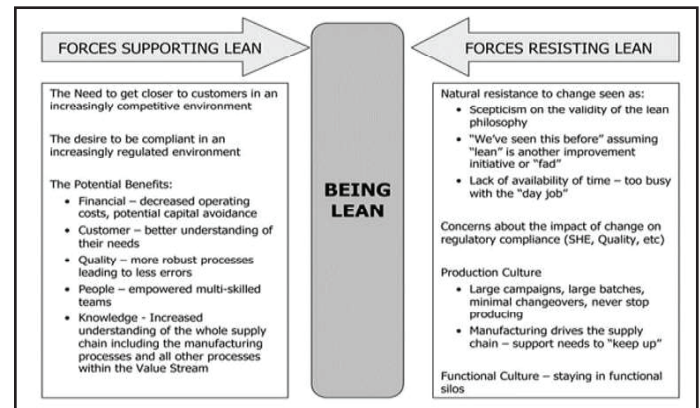 FORCES SUPPORTING LEAN
The Need to get closer to customers in an
increasingly competitive environment
The desire to be compliant in an
increasingly regulated environment
The Potential Benefits:
• Financial – decreased operating
costs, potential capital avoidance
• Customer – better understanding of
their needs
• Quality – more robust processes
leading to less errors
• People – empowered multi-skilled
teams
• Knowledge - Increased
understanding of the whole supply
chain including the manufacturing
processes and all other processes
within the Value Stream
BEING
LEAN
FORCES RESISTING LEAN
Natural resistance to change seen as:
• Scepticism on the validity of the lean
philosophy
• "We've seen this before" assuming
"lean" is another improvement
initiative or "fad"
• Lack of availability of time – too busy
with the "day job"
Concerns about the impact of change on
regulatory compliance (SHE, Quality, etc)
Production Culture
• Large campaigns, large batches,
minimal changeovers, never stop
producing
• Manufacturing drives the supply
chain – support needs to "keep up"
Functional Culture – staying in functional
silos